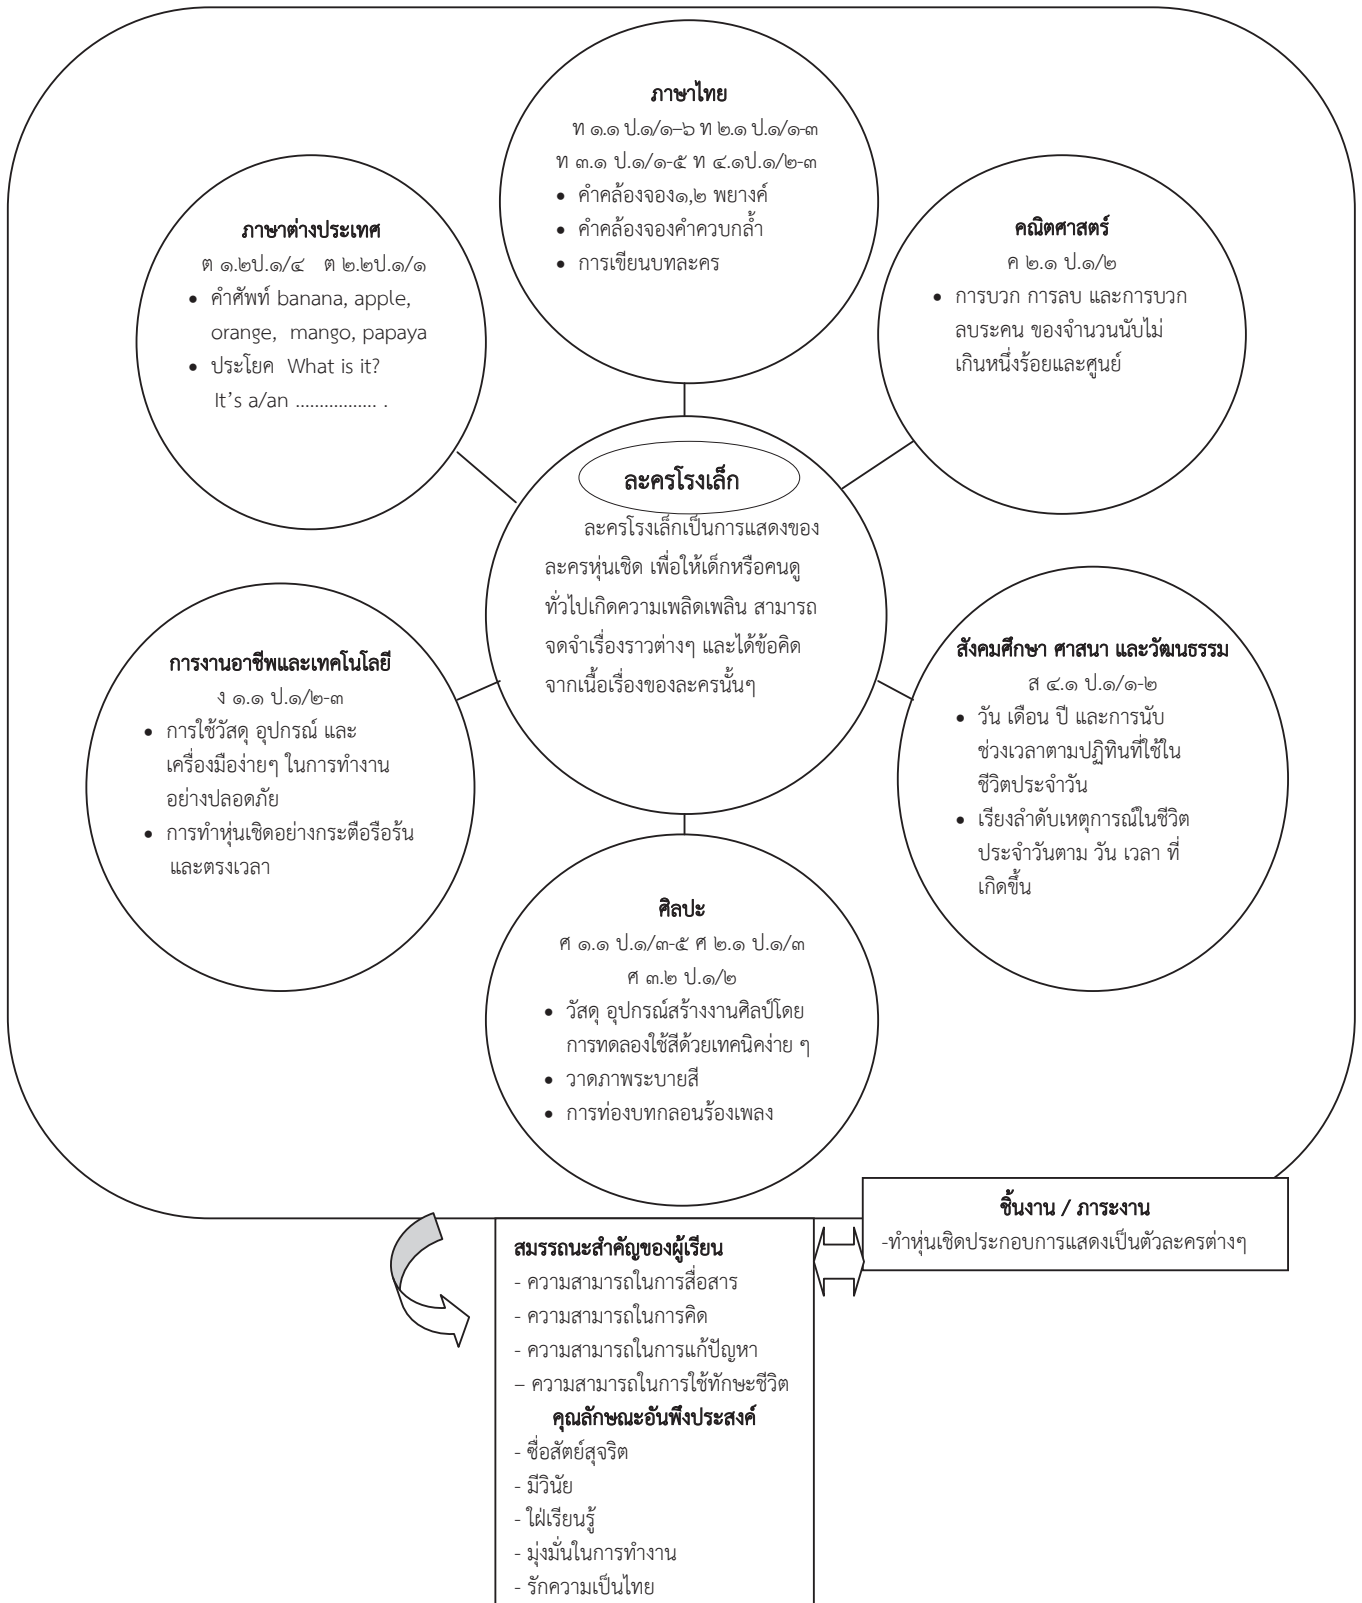 ภาษาไทย
ท ๑.๑ ป.๑/๑–๖ ท ๒.๑ ป.๑/๑-๓
ท ๓.๑ ป.๑/๑-๕ ท ๔.๑ป.๑/๒-๓
• คำคล้องจอง๑,๒ พยางค์
• คำคล้องจองคำควบกล้ำ
• การเขียนบทละคร
ภาษาต่างประเทศ
ต ๑.๒ป.๑/๔ ต ๒.๒ป.๑/๑
• คำศัพท์ banana, apple,
orange, mango, papaya
• ประโยค What is it?
It's a/an ................. .
คณิตศาสตร์
ค ๒.๑ ป.๑/๒
• การบวก การลบ และการบวก
ลบระคน ของจำนวนนับไม่
เกินหนึ่งร้อยและศูนย์
ละครโรงเล็ก
ละครโรงเล็กเป็นการแสดงของ
ละครหุ่นเชิด เพื่อให้เด็กหรือคนดู
ทั่วไปเกิดความเพลิดเพลิน สามารถ
จดจำเรื่องราวต่างๆ และได้ข้อคิด
จากเนื้อเรื่องของละครนั้นๆ
การงานอาชีพและเทคโนโลยี
ง ๑.๑ ป.๑/๒-๓
• การใช้วัสดุ อุปกรณ์ และ
เครื่องมือง่ายๆ ในการทำงาน
อย่างปลอดภัย
• การทำหุ่นเชิดอย่างกระตือรือร้น
และตรงเวลา
สังคมศึกษา ศาสนา และวัฒนธรรม
ส ๔.๑ ป.๑/๑-๒
• วัน เดือน ปี และการนับ
ช่วงเวลาตามปฏิทินที่ใช้ใน
ชีวิตประจำวัน
• เรียงลำดับเหตุการณ์ในชีวิต
ประจำวันตาม วัน เวลา ที่
เกิดขึ้น
ศิลปะ
ศ ๑.๑ ป.๑/๓-๕ ศ ๒.๑ ป.๑/๓
ศ ๓.๒ ป.๑/๒
• วัสดุ อุปกรณ์สร้างงานศิลป์โดย
การทดลองใช้สีด้วยเทคนิคง่าย ๆ
• วาดภาพระบายสี
• การท่องบทกลอนร้องเพลง
ชิ้นงาน / ภาระงาน
-ทำหุ่นเชิดประกอบการแสดงเป็นตัวละครต่างๆ
สมรรถนะสำคัญของผู้เรียน
- ความสามารถในการสื่อสาร
- ความสามารถในการคิด
- ความสามารถในการแก้ปัญหา
– ความสามารถในการใช้ทักษะชีวิต
คุณลักษณะอันพึงประสงค์
- ซื่อสัตย์สุจริต
- มีวินัย
- ใฝ่เรียนรู้
- มุ่งมั่นในการทำงาน
- รักความเป็นไทย